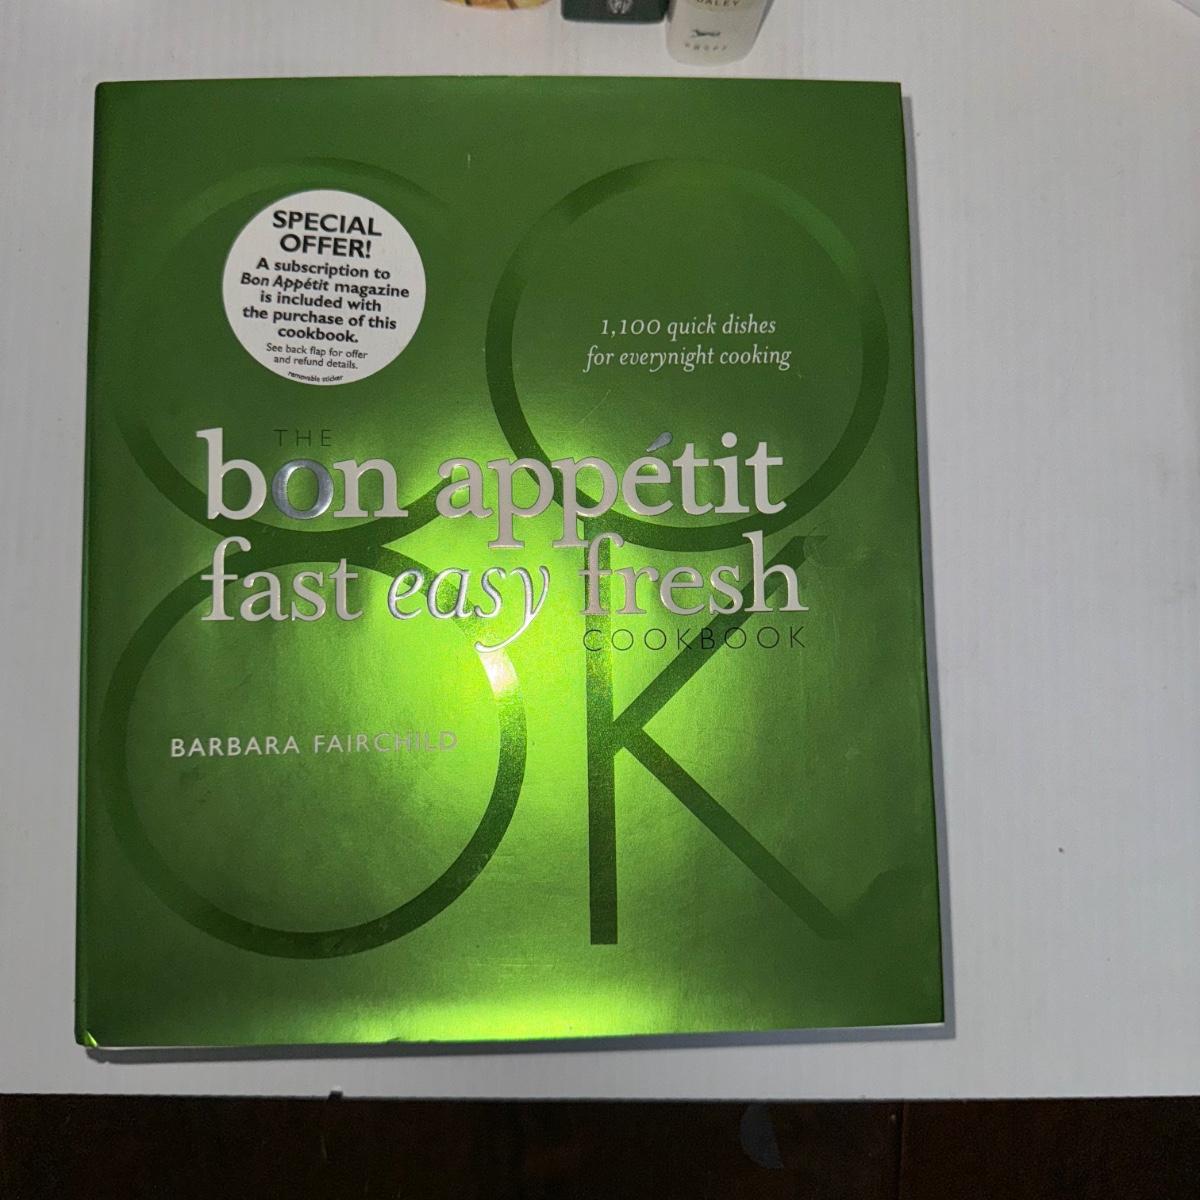 DALEY
SPECIAL
OFFER!
A subscription to
Bon Appétit magazine
is included with
the purchase of this
cookbook.
See back flap for offer
and refund details.
removable sticker
1,100 quick dishes
for everynight cooking
THE
bon appétit
fast easy fresh
COOKBOOK
BARBARA FAIRCHILD
COOK